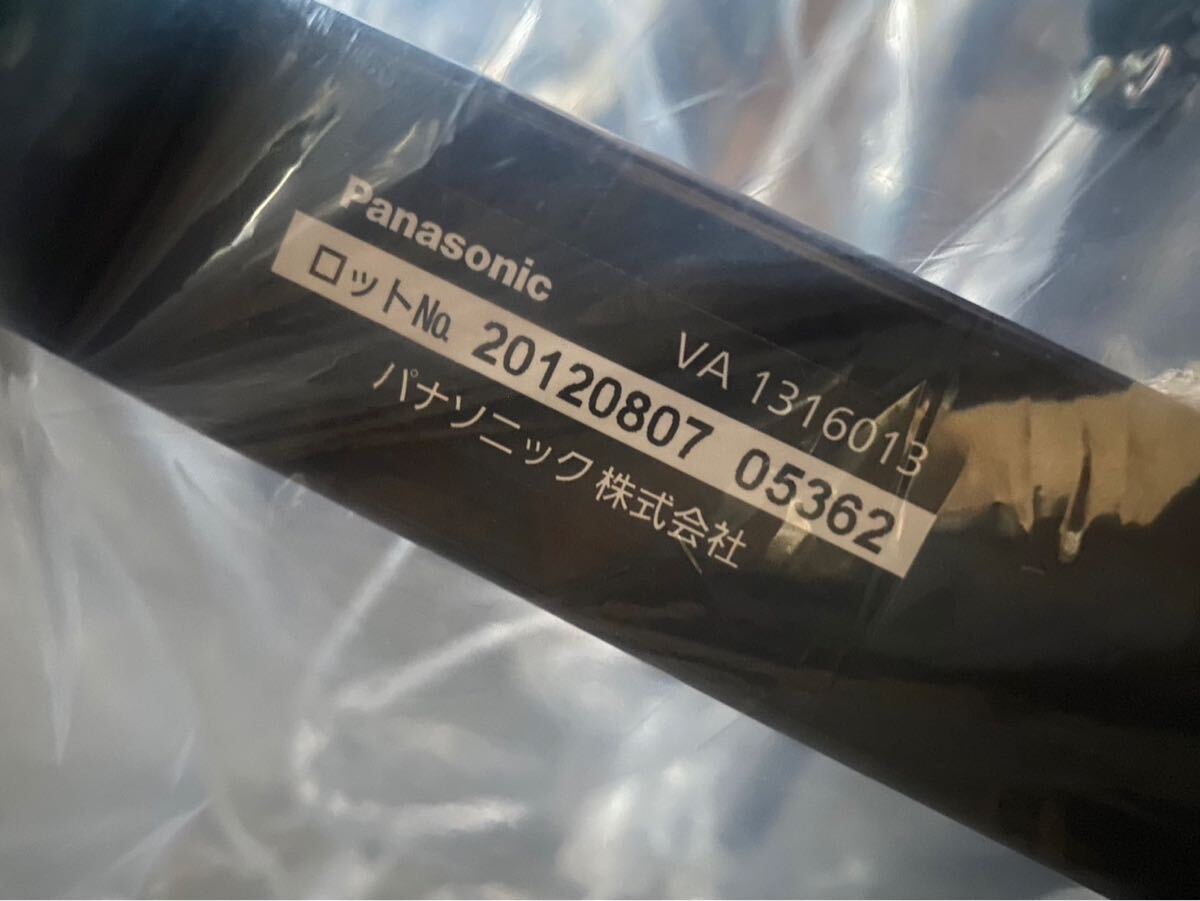 Panasonic
VA 1316013
ロット№ 20120807 05362
パナソニック株式会社